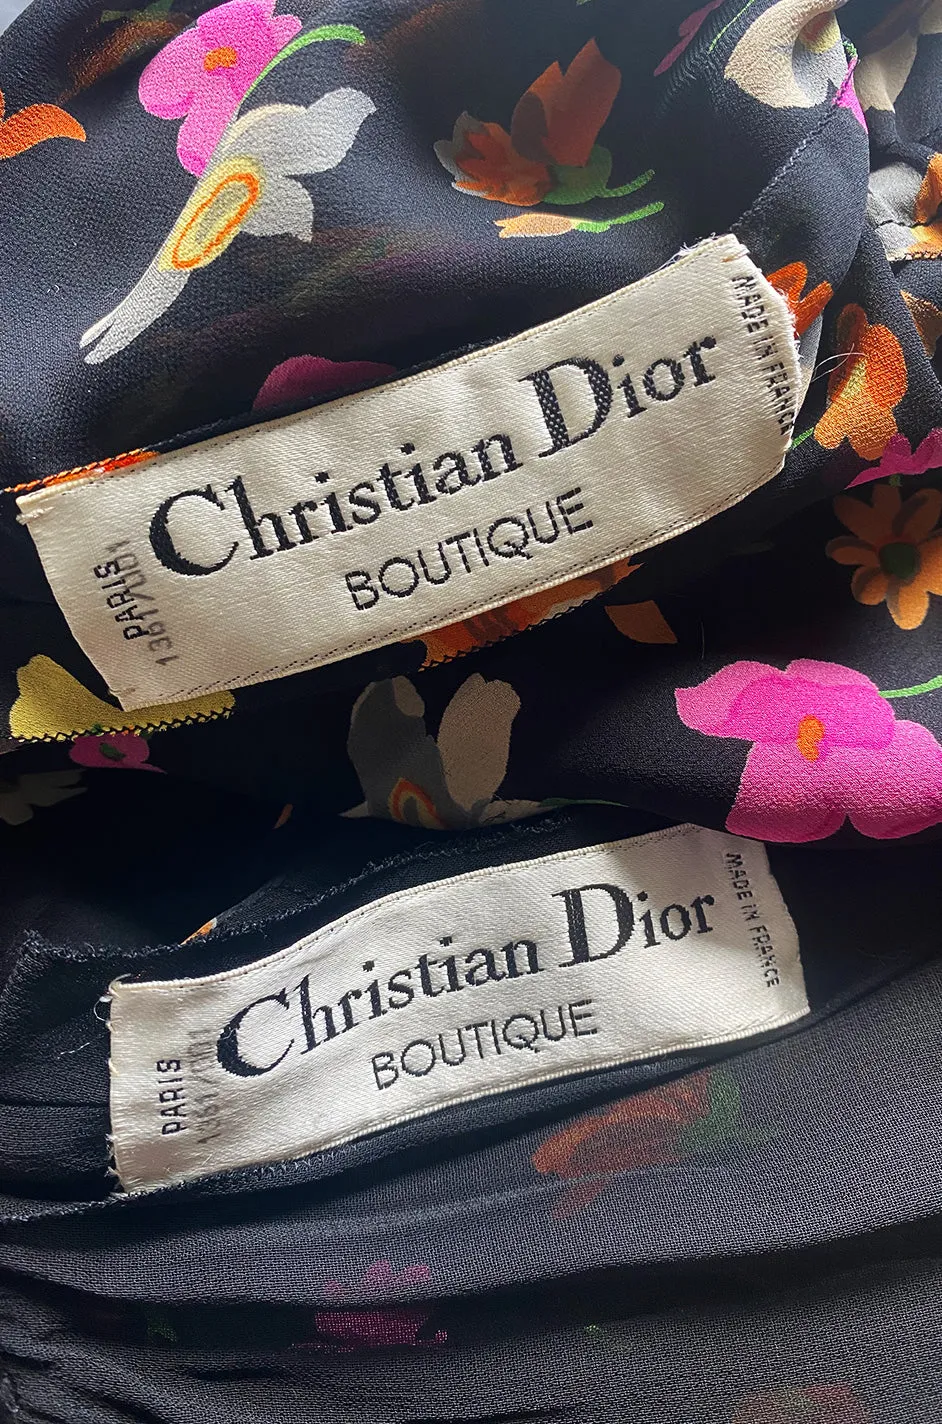 Christian Dior
BOUTIQUE
MADE IN FRANCE
PARIS
Christian Dior
BOUTIQUE
MADE IN FRANCE
PARIS